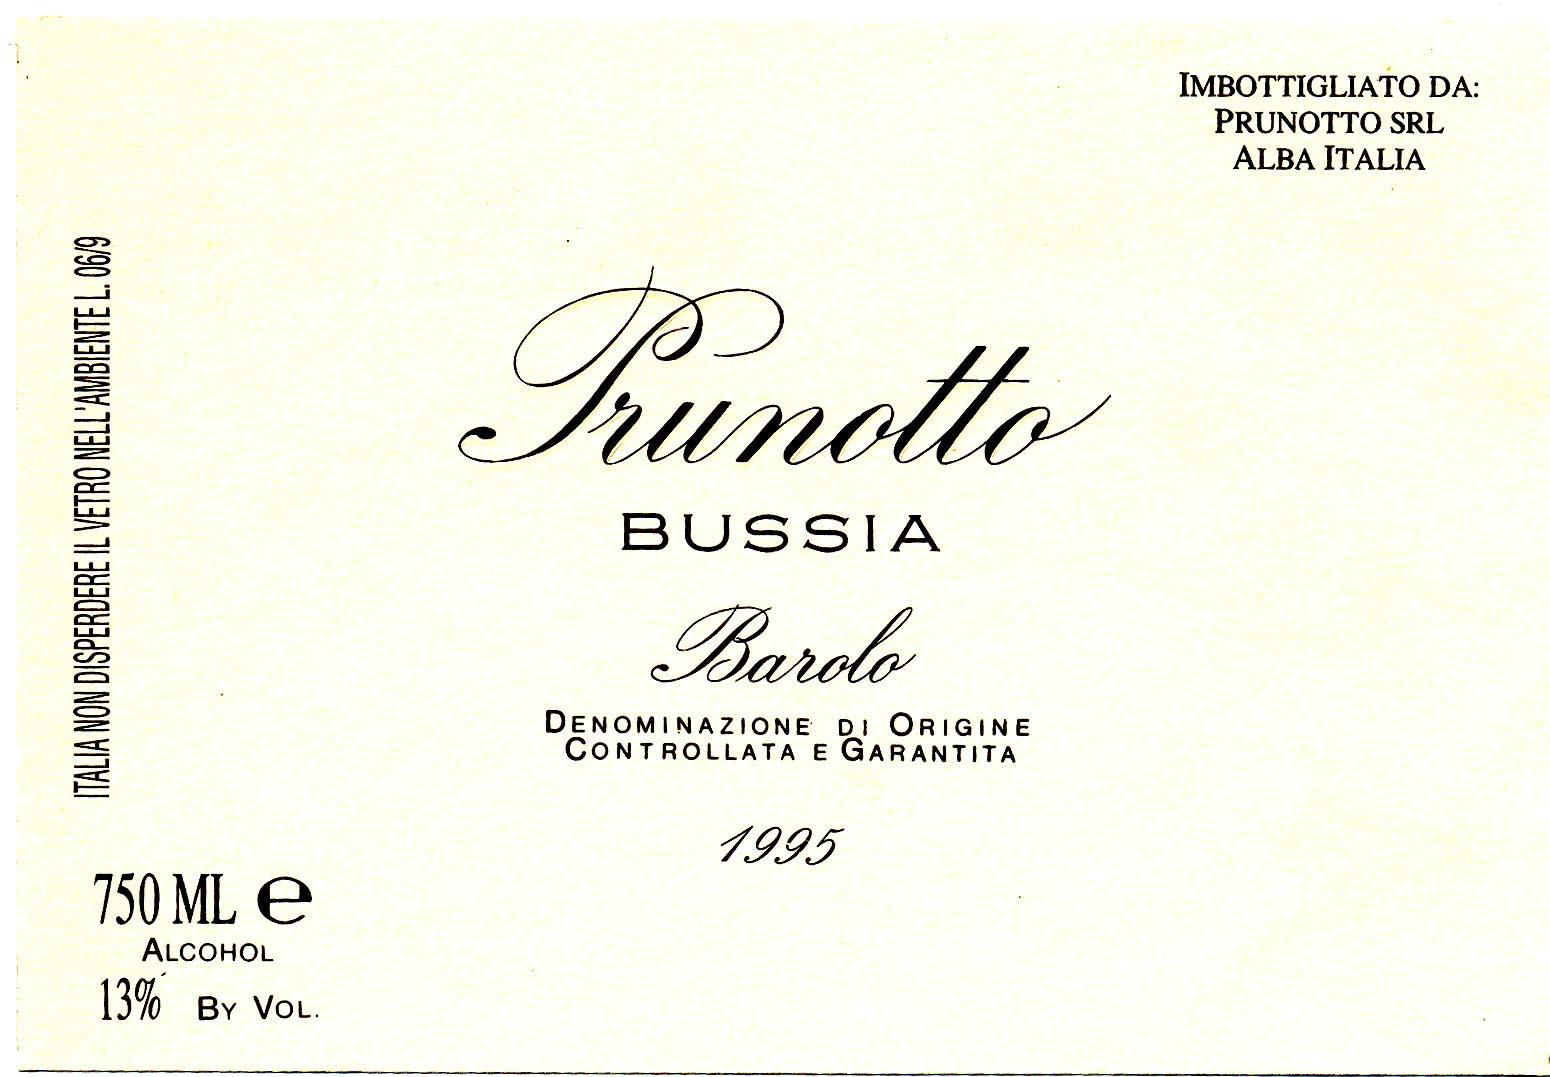 IMBOTTIGLIATO DA:
PRUNOTTO SRL
ALBA ITALIA
ITALIA NON DISPERDERE IL VETRO NELL'AMBIENTE L. 06/9
Prunotto
BUSSIA
Barolo
DENOMINAZIONE DI ORIGINE
CONTROLLATA E GARANTITA
1995
750 ML e
ALCOHOL
13% BY VOL.